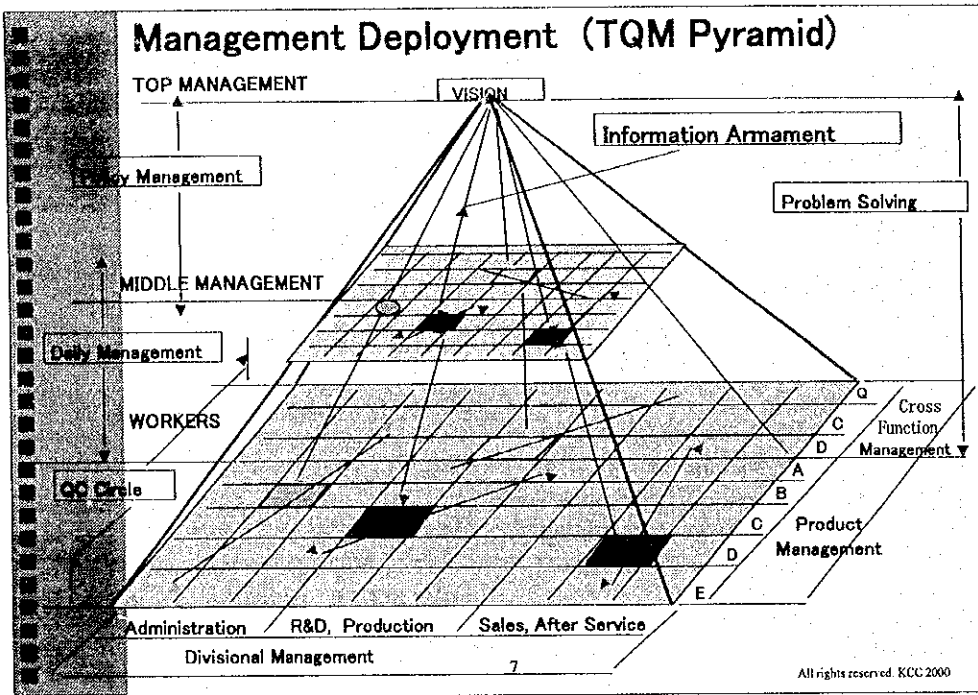 Management Deployment (TQM Pyramid)
TOP MANAGEMENT
VISION
Information Armament
Policy Management
Problem Solving
MIDDLE MANAGEMENT
Daily Management
WORKERS
QC Circle
Q
C
D
Cross
Function
Management
A
B
C
D
E
Product
Management
Administration
R&D, Production
Sales, After Service
Divisional Management
7
All rights reserved. KCC 2000